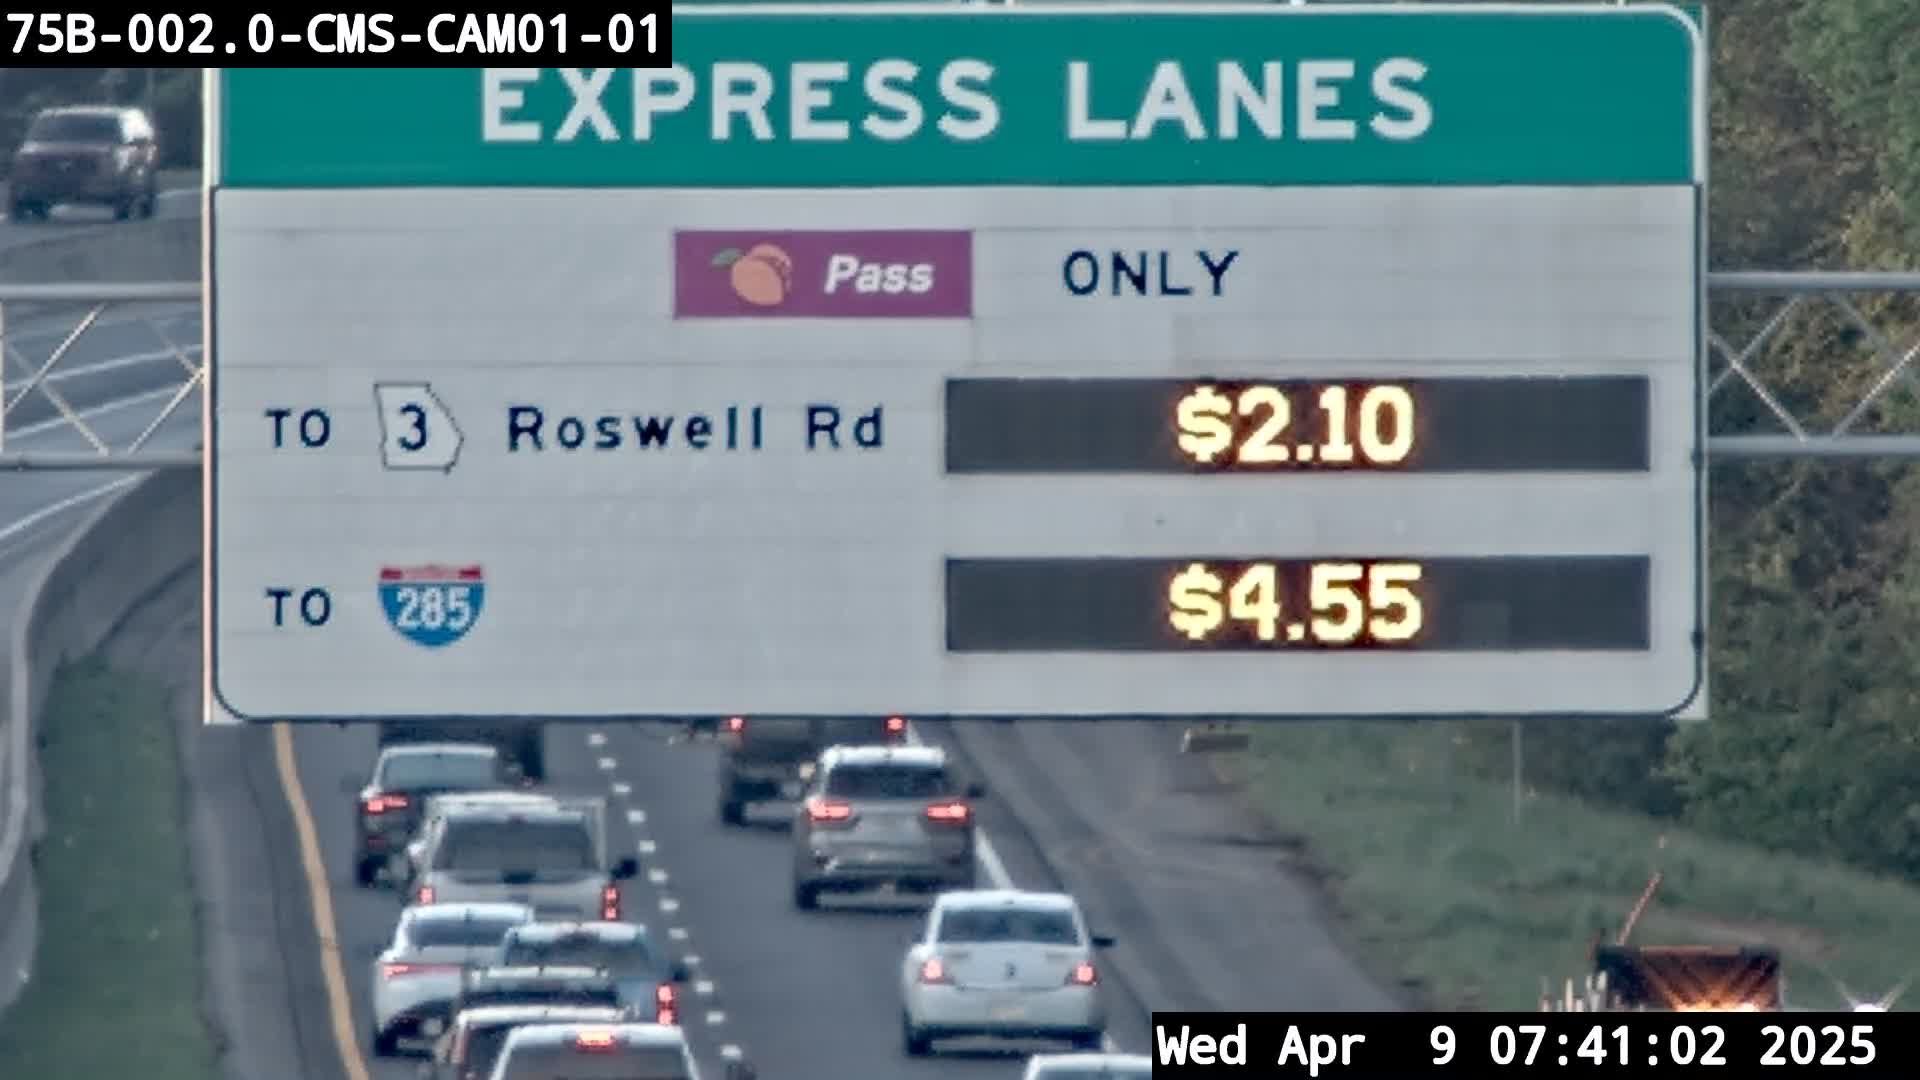 75B-002.0-CMS-CAM01-01
EXPRESS LANES
Pass ONLY
TO 3 Roswell Rd $2.10
TO 285 $4.55
Wed Apr 9 07:41:02 2025